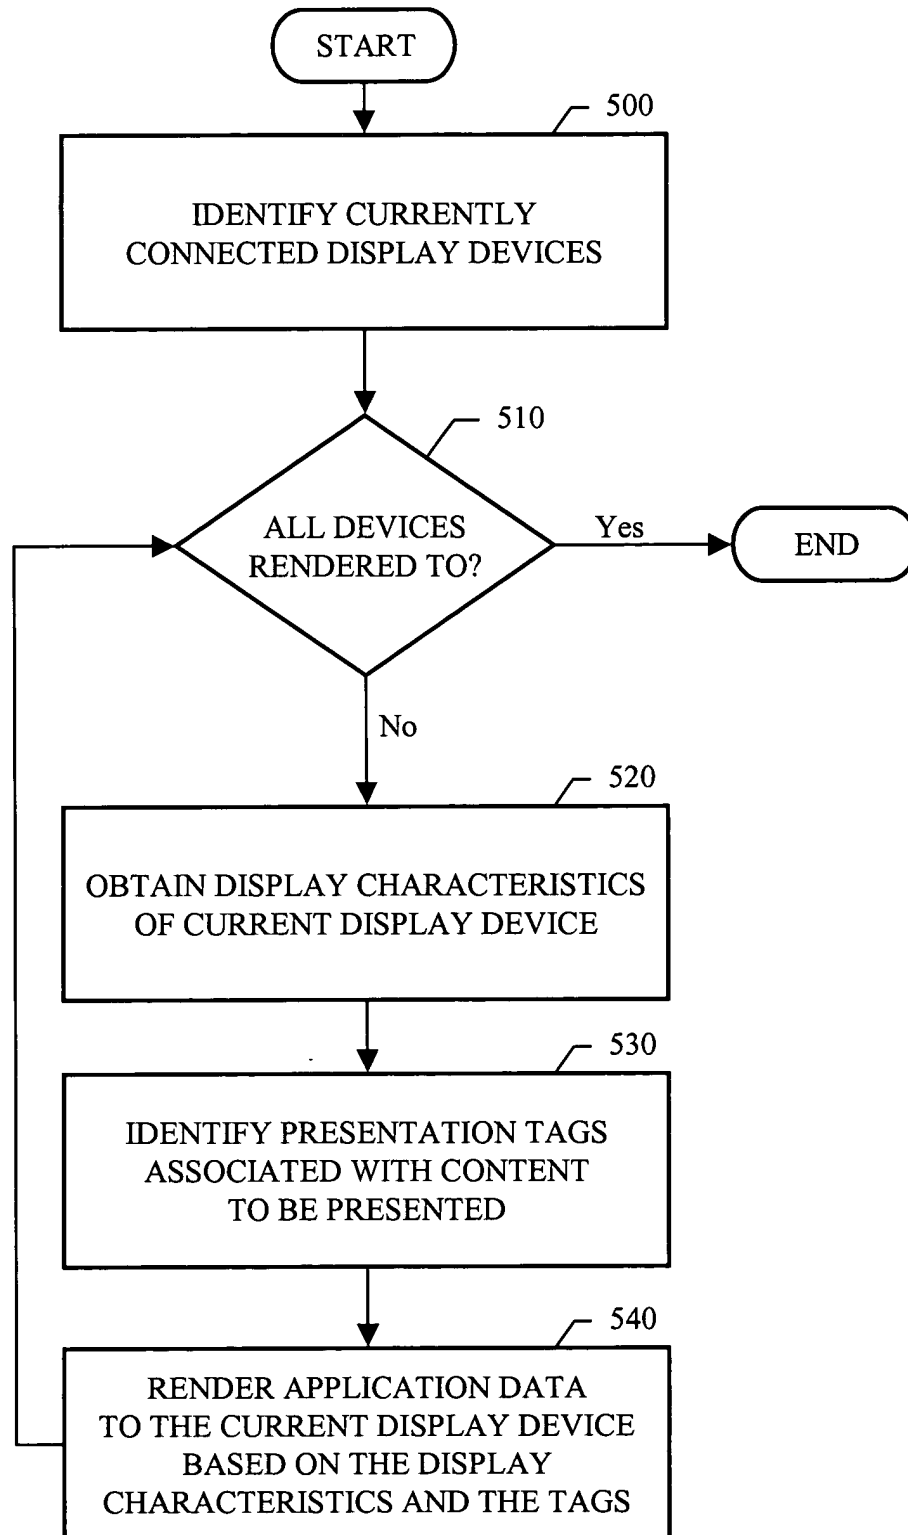 START
500
IDENTIFY CURRENTLY
CONNECTED DISPLAY DEVICES
510
ALL DEVICES
RENDERED TO?
Yes
END
No
520
OBTAIN DISPLAY CHARACTERISTICS
OF CURRENT DISPLAY DEVICE
530
IDENTIFY PRESENTATION TAGS
ASSOCIATED WITH CONTENT
TO BE PRESENTED
540
RENDER APPLICATION DATA
TO THE CURRENT DISPLAY DEVICE
BASED ON THE DISPLAY
CHARACTERISTICS AND THE TAGS